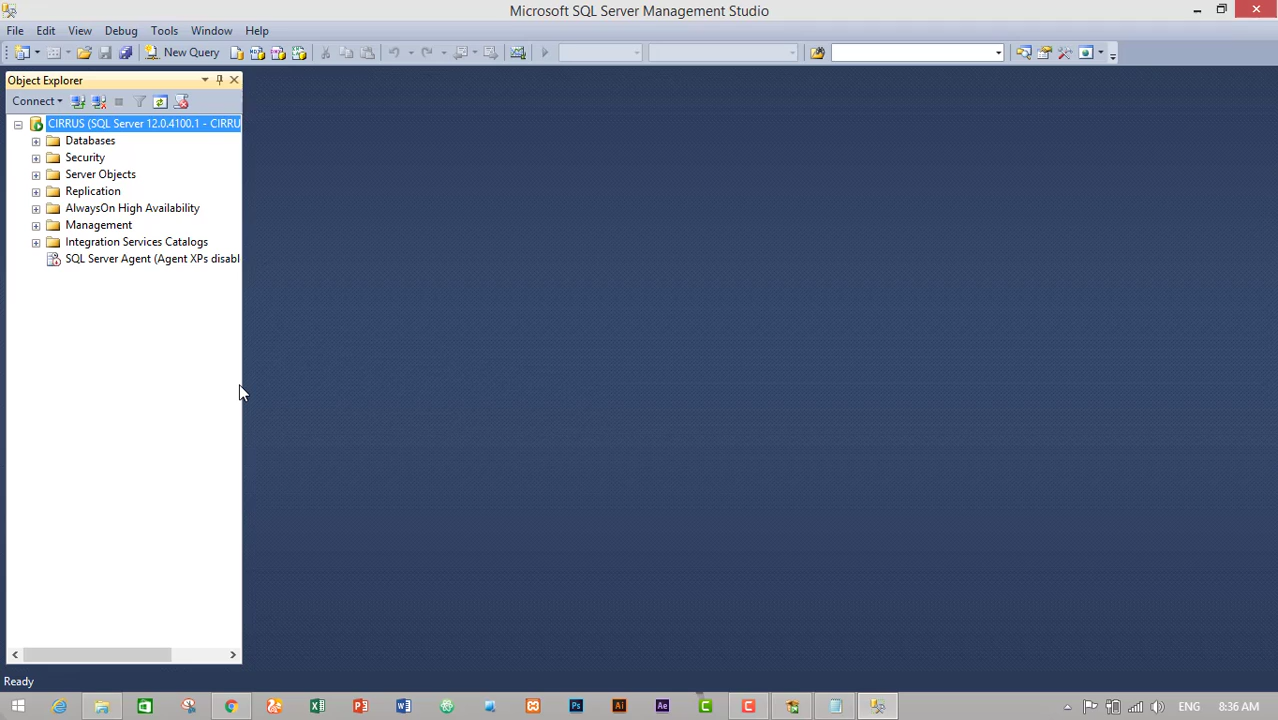 Microsoft SQL Server Management Studio
File Edit View Debug Tools Window Help
New Query
Object Explorer
Connect
CIRRUS (SQL Server 12.0.4100.1 - CIRRU
Databases
Security
Server Objects
Replication
AlwaysOn High Availability
Management
Integration Services Catalogs
SQL Server Agent (Agent XPs disabl
Ready
ENG 8:36 AM